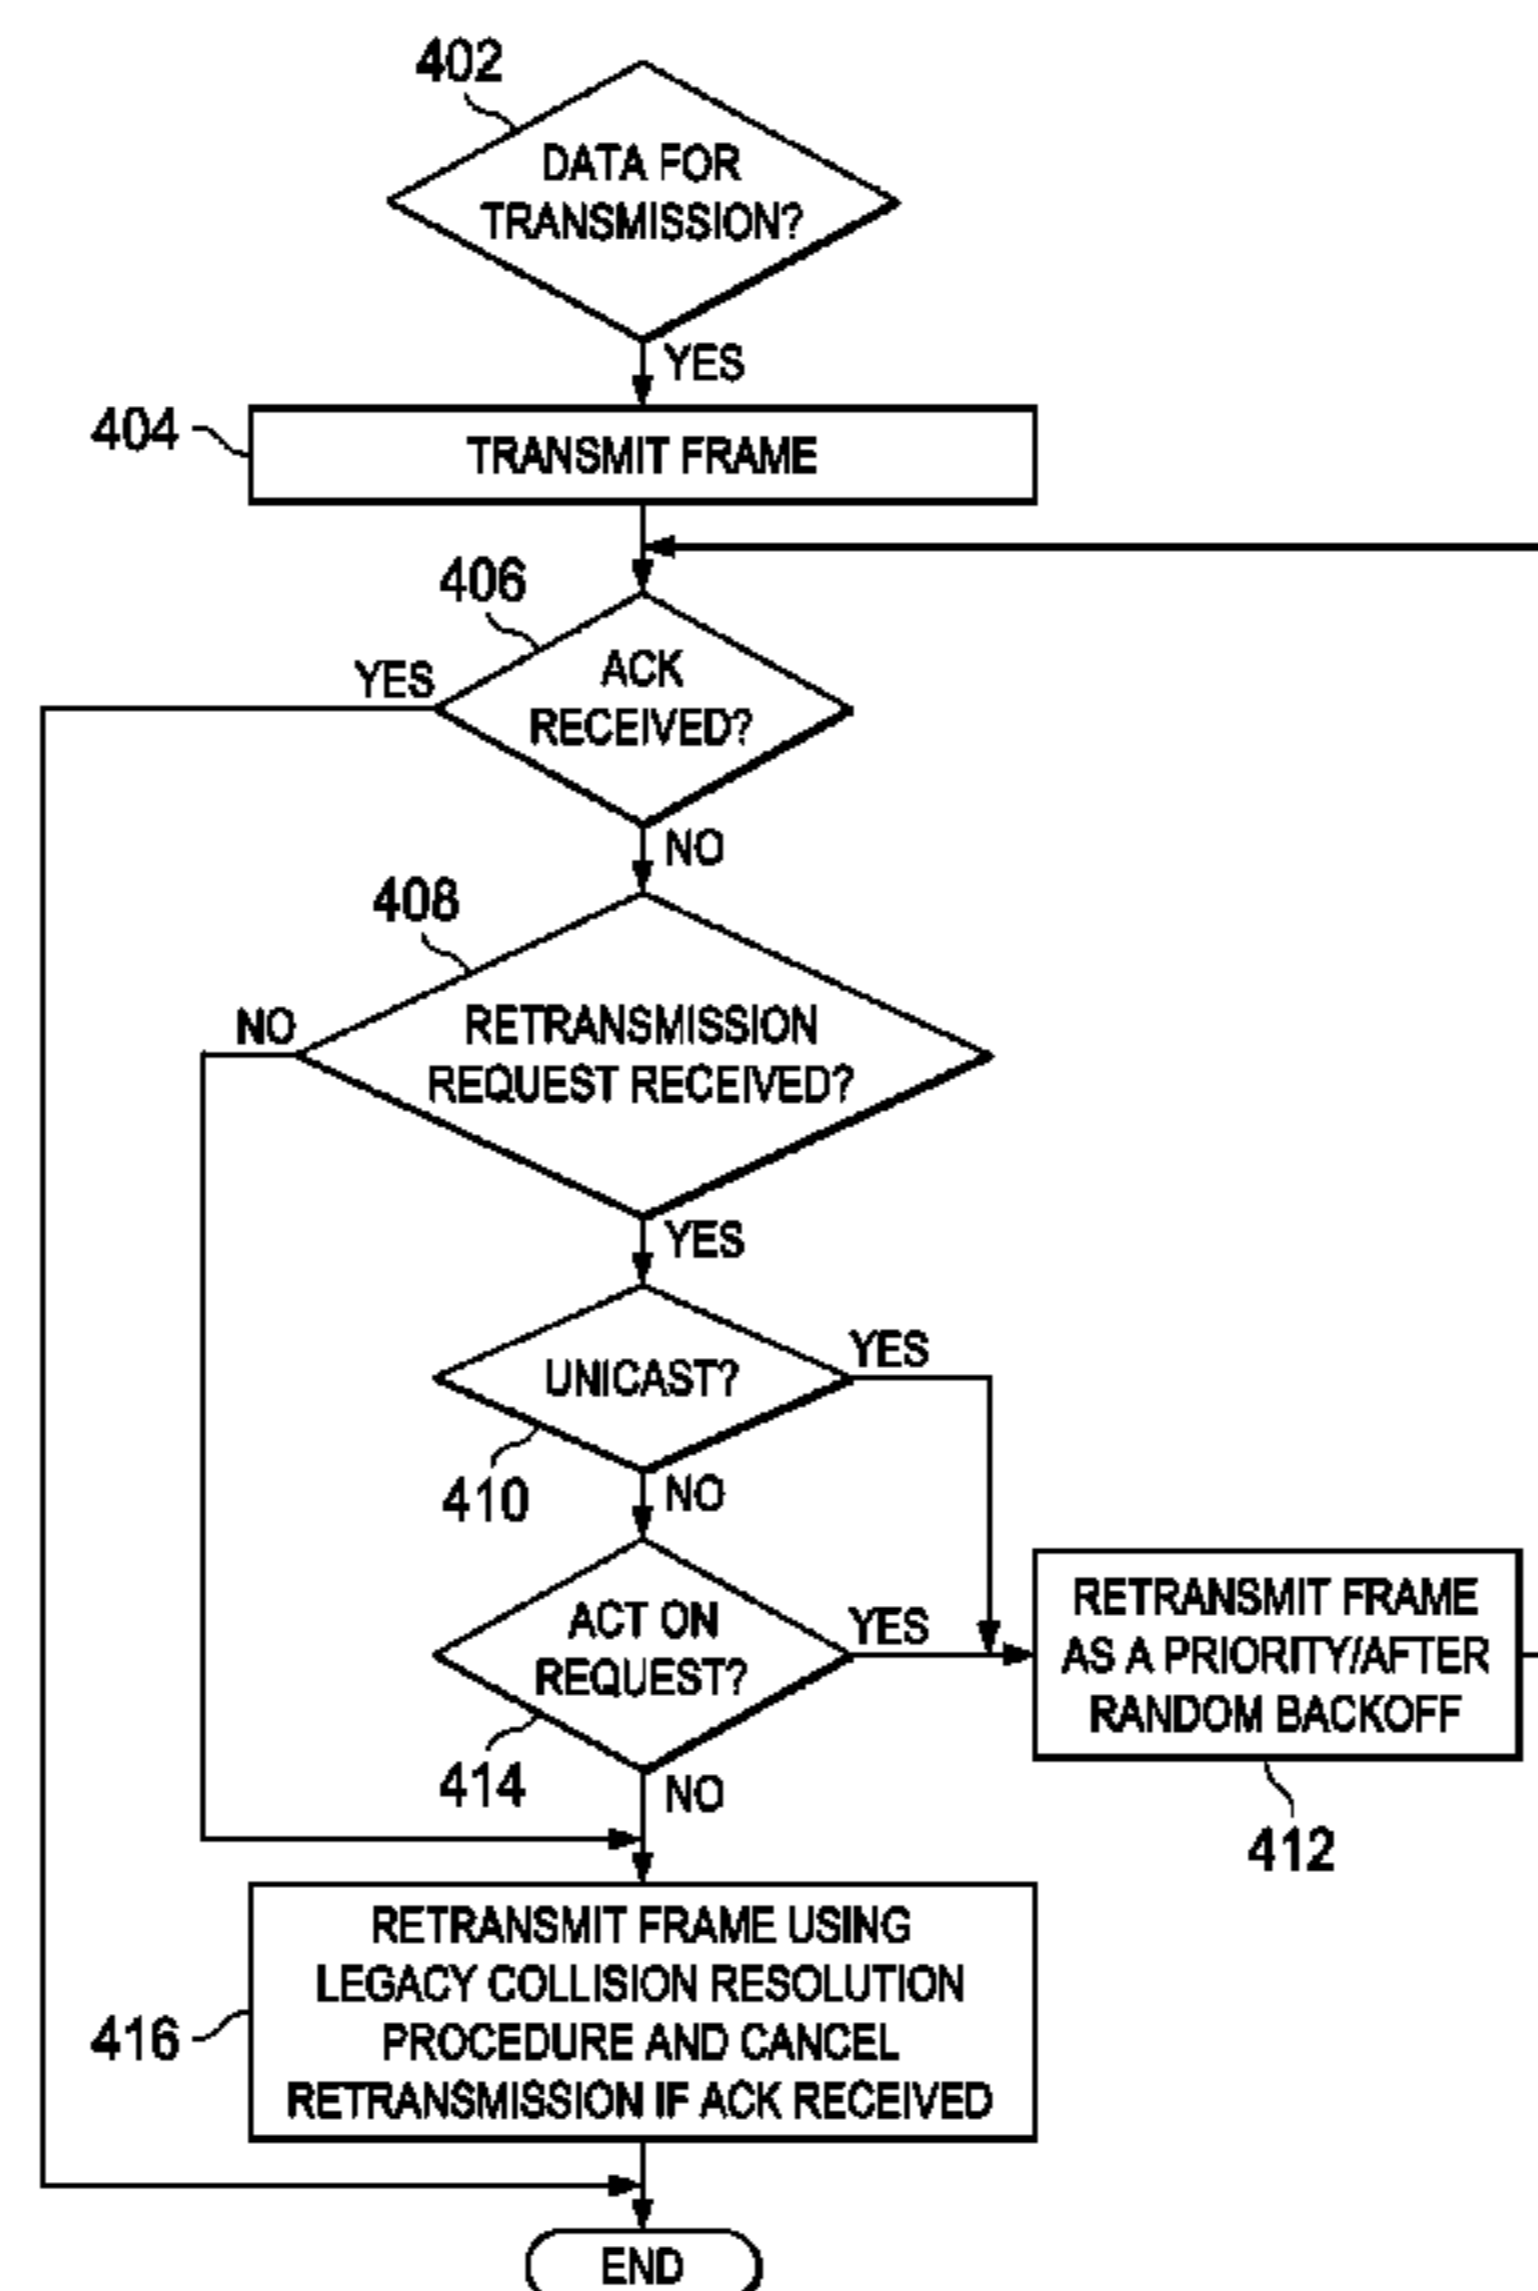 402
DATA FOR
TRANSMISSION?
YES
404
TRANSMIT FRAME
406
YES
ACK
RECEIVED?
NO
408
NO
RETRANSMISSION
REQUEST RECEIVED?
YES
UNICAST?
YES
410
NO
ACT ON
REQUEST?
YES
414
NO
RETRANSMIT FRAME
AS A PRIORITY/AFTER
RANDOM BACKOFF
412
416
RETRANSMIT FRAME USING
LEGACY COLLISION RESOLUTION
PROCEDURE AND CANCEL
RETRANSMISSION IF ACK RECEIVED
END